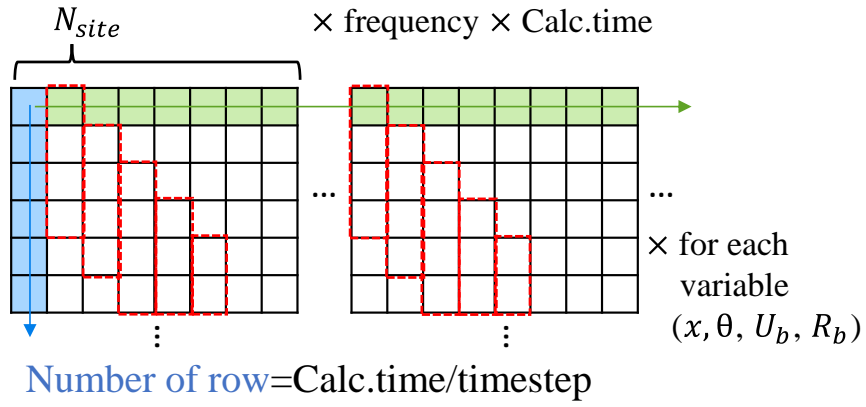 N_site
× frequency × Calc.time
...
...
× for each
variable
(x, θ, U_b, R_b)
⋮
⋮
Number of row=Calc.time/timestep